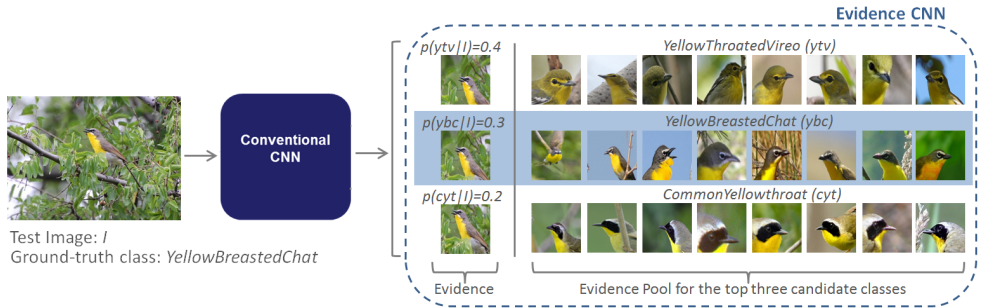 Evidence CNN
p(ytv|I)=0.4
YellowThroatedVireo (ytv)
Conventional
CNN
p(ybc|I)=0.3
YellowBreastedChat (ybc)
p(cyt|I)=0.2
CommonYellowthroat (cyt)
Test Image: I
Ground-truth class: YellowBreastedChat
Evidence
Evidence Pool for the top three candidate classes